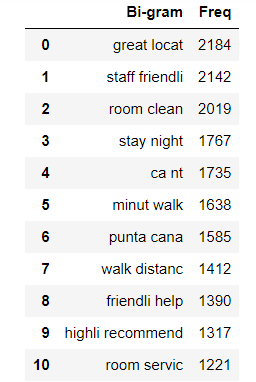 Bi-gram Freq
0 great locat 2184
1 staff friendli 2142
2 room clean 2019
3 stay night 1767
4 ca nt 1735
5 minut walk 1638
6 punta cana 1585
7 walk distanc 1412
8 friendli help 1390
9 highli recommend 1317
10 room servic 1221